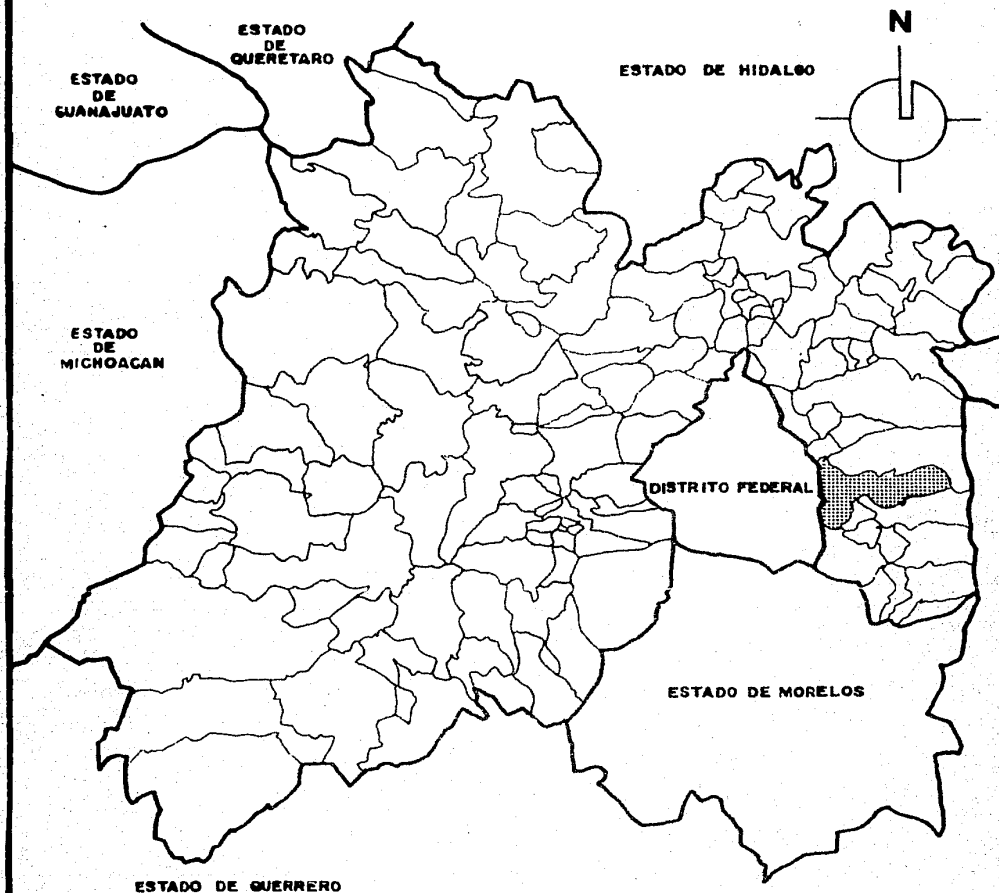 N
ESTADO
DE
QUERETARO
ESTADO DE HIDALGO
ESTADO
DE
GUANAJUATO
ESTADO
DE
MICHOACAN
DISTRITO FEDERAL
ESTADO DE MORELOS
ESTADO DE GUERRERO